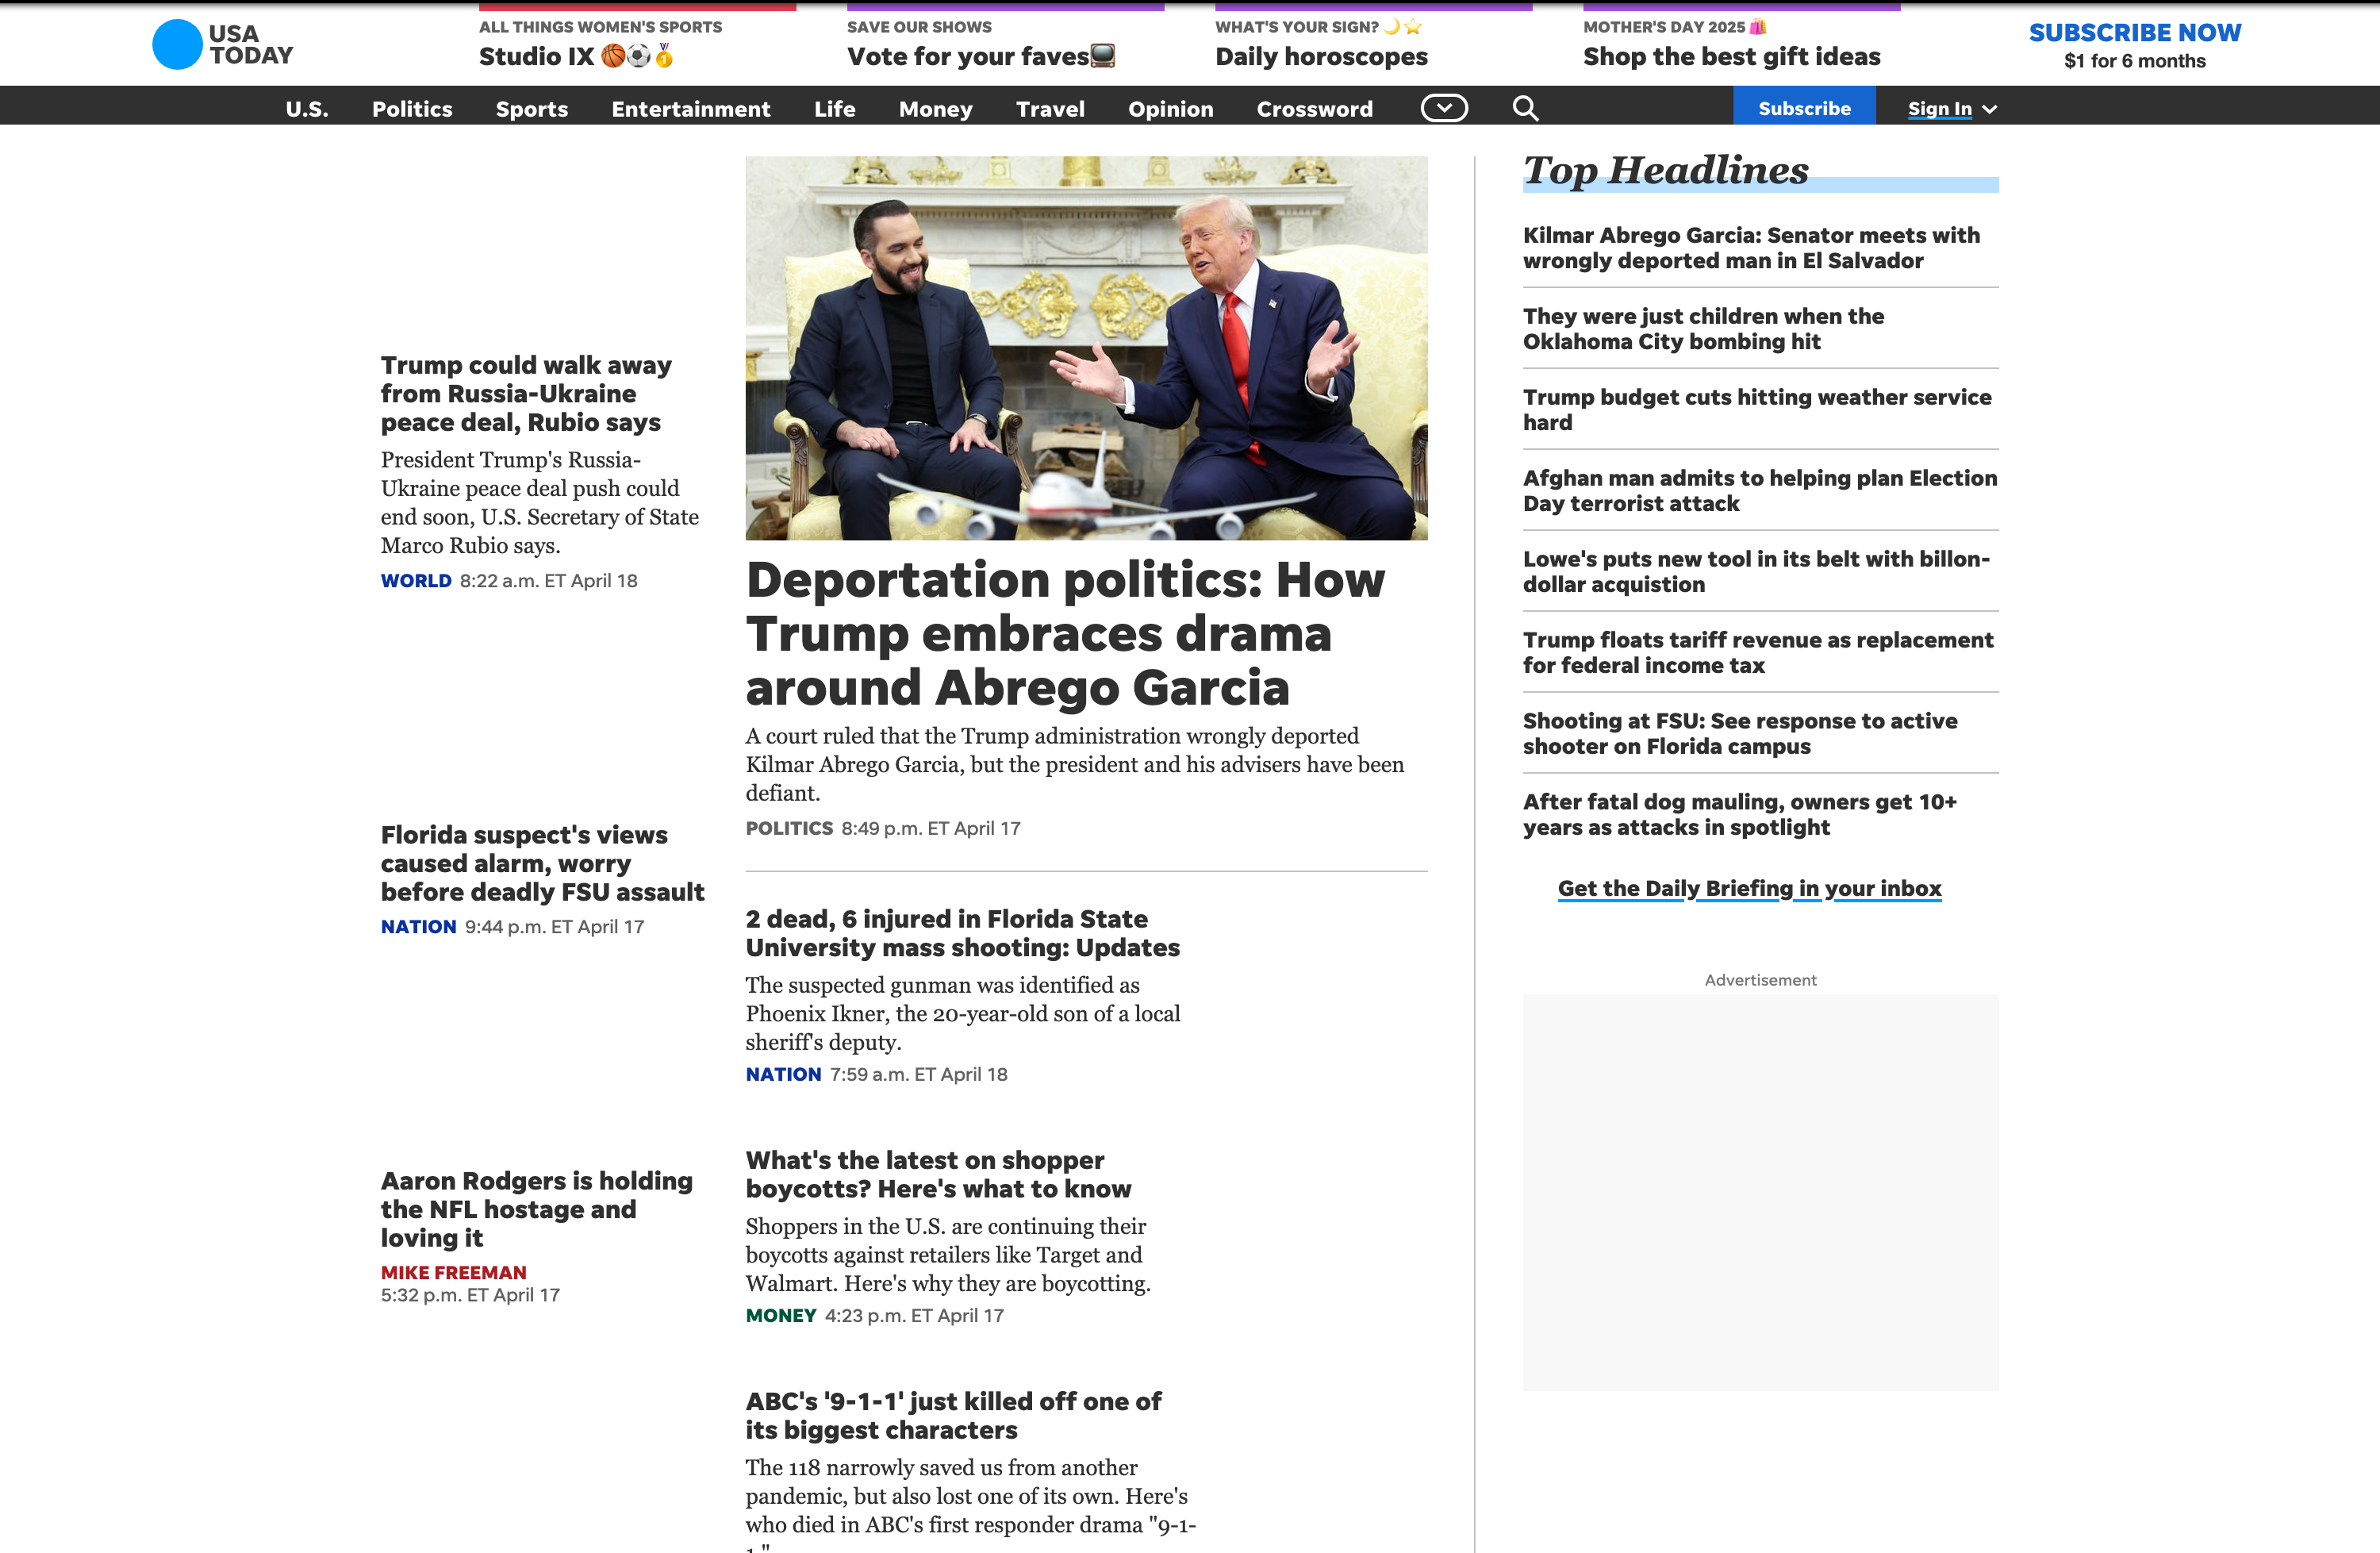 USA
TODAY
ALL THINGS WOMEN'S SPORTS
Studio IX 🏀⚽🏅
SAVE OUR SHOWS
Vote for your faves📺
WHAT'S YOUR SIGN? 🌙⭐
Daily horoscopes
MOTHER'S DAY 2025 🛍️
Shop the best gift ideas
SUBSCRIBE NOW
$1 for 6 months
U.S. Politics Sports Entertainment Life Money Travel Opinion Crossword Subscribe Sign In
Trump could walk away
from Russia-Ukraine
peace deal, Rubio says
President Trump's Russia-
Ukraine peace deal push could
end soon, U.S. Secretary of State
Marco Rubio says.
WORLD 8:22 a.m. ET April 18
Florida suspect's views
caused alarm, worry
before deadly FSU assault
NATION 9:44 p.m. ET April 17
Aaron Rodgers is holding
the NFL hostage and
loving it
MIKE FREEMAN
5:32 p.m. ET April 17
Deportation politics: How
Trump embraces drama
around Abrego Garcia
A court ruled that the Trump administration wrongly deported
Kilmar Abrego Garcia, but the president and his advisers have been
defiant.
POLITICS 8:49 p.m. ET April 17
2 dead, 6 injured in Florida State
University mass shooting: Updates
The suspected gunman was identified as
Phoenix Ikner, the 20-year-old son of a local
sheriff's deputy.
NATION 7:59 a.m. ET April 18
What's the latest on shopper
boycotts? Here's what to know
Shoppers in the U.S. are continuing their
boycotts against retailers like Target and
Walmart. Here's why they are boycotting.
MONEY 4:23 p.m. ET April 17
ABC's '9-1-1' just killed off one of
its biggest characters
The 118 narrowly saved us from another
pandemic, but also lost one of its own. Here's
who died in ABC's first responder drama "9-1-
1."
Top Headlines
Kilmar Abrego Garcia: Senator meets with
wrongly deported man in El Salvador
They were just children when the
Oklahoma City bombing hit
Trump budget cuts hitting weather service
hard
Afghan man admits to helping plan Election
Day terrorist attack
Lowe's puts new tool in its belt with billon-
dollar acquistion
Trump floats tariff revenue as replacement
for federal income tax
Shooting at FSU: See response to active
shooter on Florida campus
After fatal dog mauling, owners get 10+
years as attacks in spotlight
Get the Daily Briefing in your inbox
Advertisement